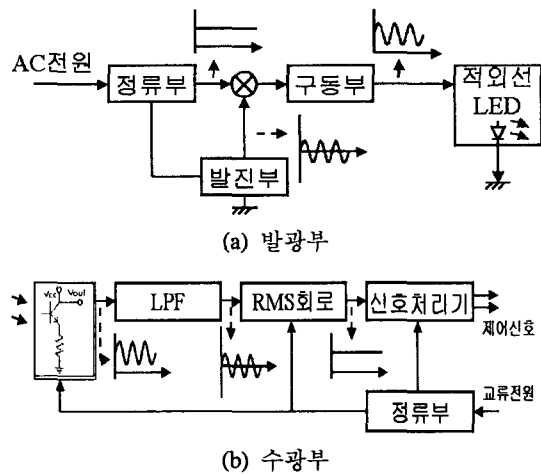 AC전원
정류부
구동부
적외선
LED
발진부
(a) 발광부
Vcc Vout
LPF
RMS회로
신호처리기
제어신호
정류부
교류전원
(b) 수광부